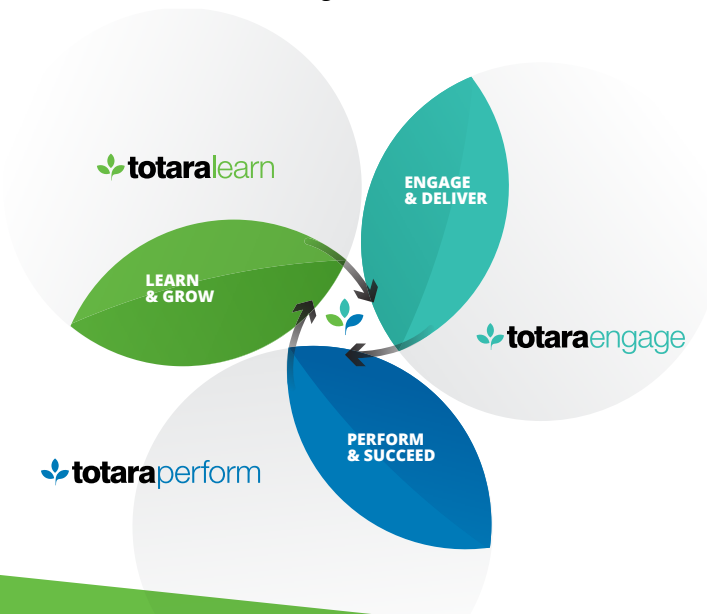 totaralearn
ENGAGE
& DELIVER
LEARN
& GROW
totaraengage
PERFORM
& SUCCEED
totaraperform